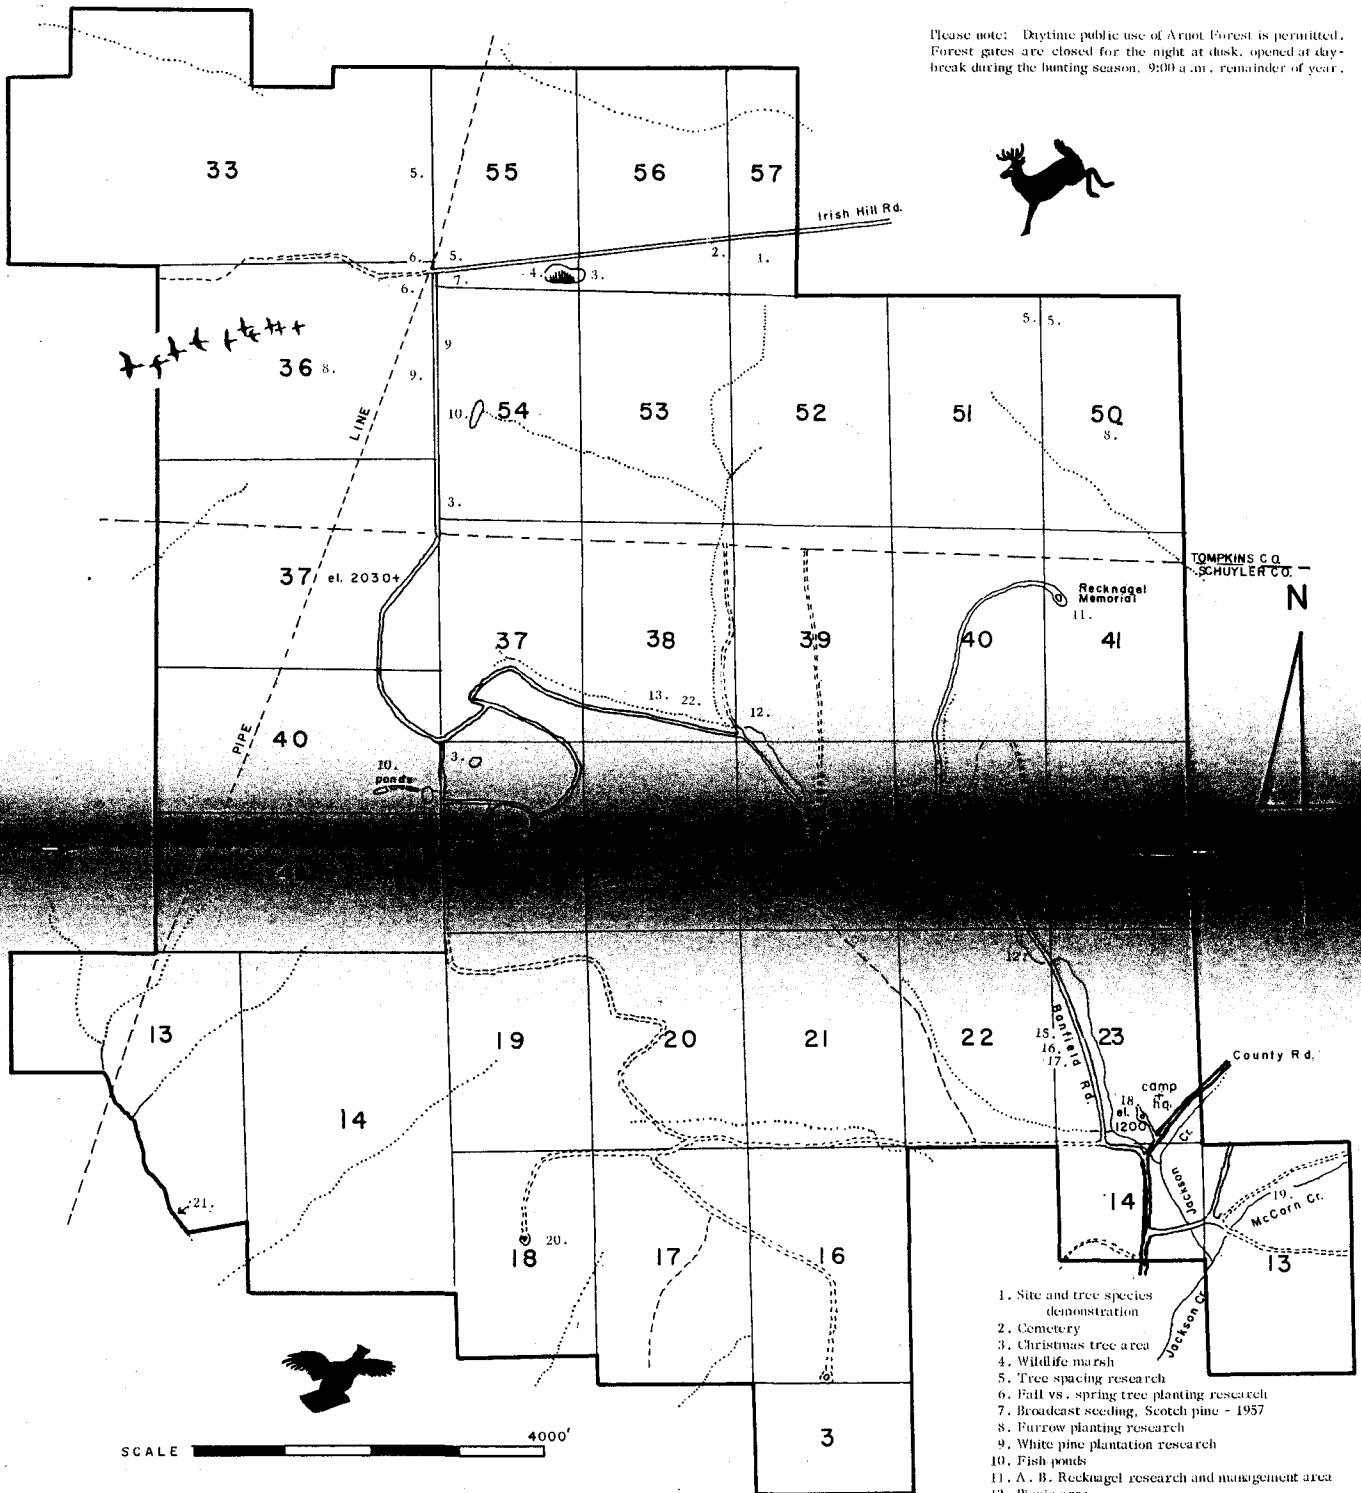 Please note: Daytime public use of Arnot Forest is permitted.
Forest gates are closed for the night at dusk, opened at day-
break during the hunting season, 9:00 a.m. remainder of year.
33
5.
55
56
57
Irish Hill Rd.
6.
5.
2.
1.
4.
3.
6.
7.
5.
5.
36
8.
9
9.
LINE
10.
54
53
52
51
50
8.
3.
TOMPKINS CO.
SCHUYLER CO.
37
el. 2030+
N
Recknagel
Memorial
11.
37
38
39
40
41
13.
22.
12.
40
PIPE
3.
10.
ponds
12.
13
19
20
21
22
15.
16.
17.
Banfield Rd.
23
County Rd.
camp
+
hq.
18
el.
1200
14
Cr.
Jackson
14
19.
McCorn Cr.
21.
18
20.
17
16
13
Jackson Cr.
3
SCALE
4000'
1. Site and tree species
demonstration
2. Cemetery
3. Christmas tree area
4. Wildlife marsh
5. Tree spacing research
6. Fall vs. spring tree planting research
7. Broadcast seeding, Scotch pine - 1957
8. Furrow planting research
9. White pine plantation research
10. Fish ponds
11. A. B. Recknagel research and management area